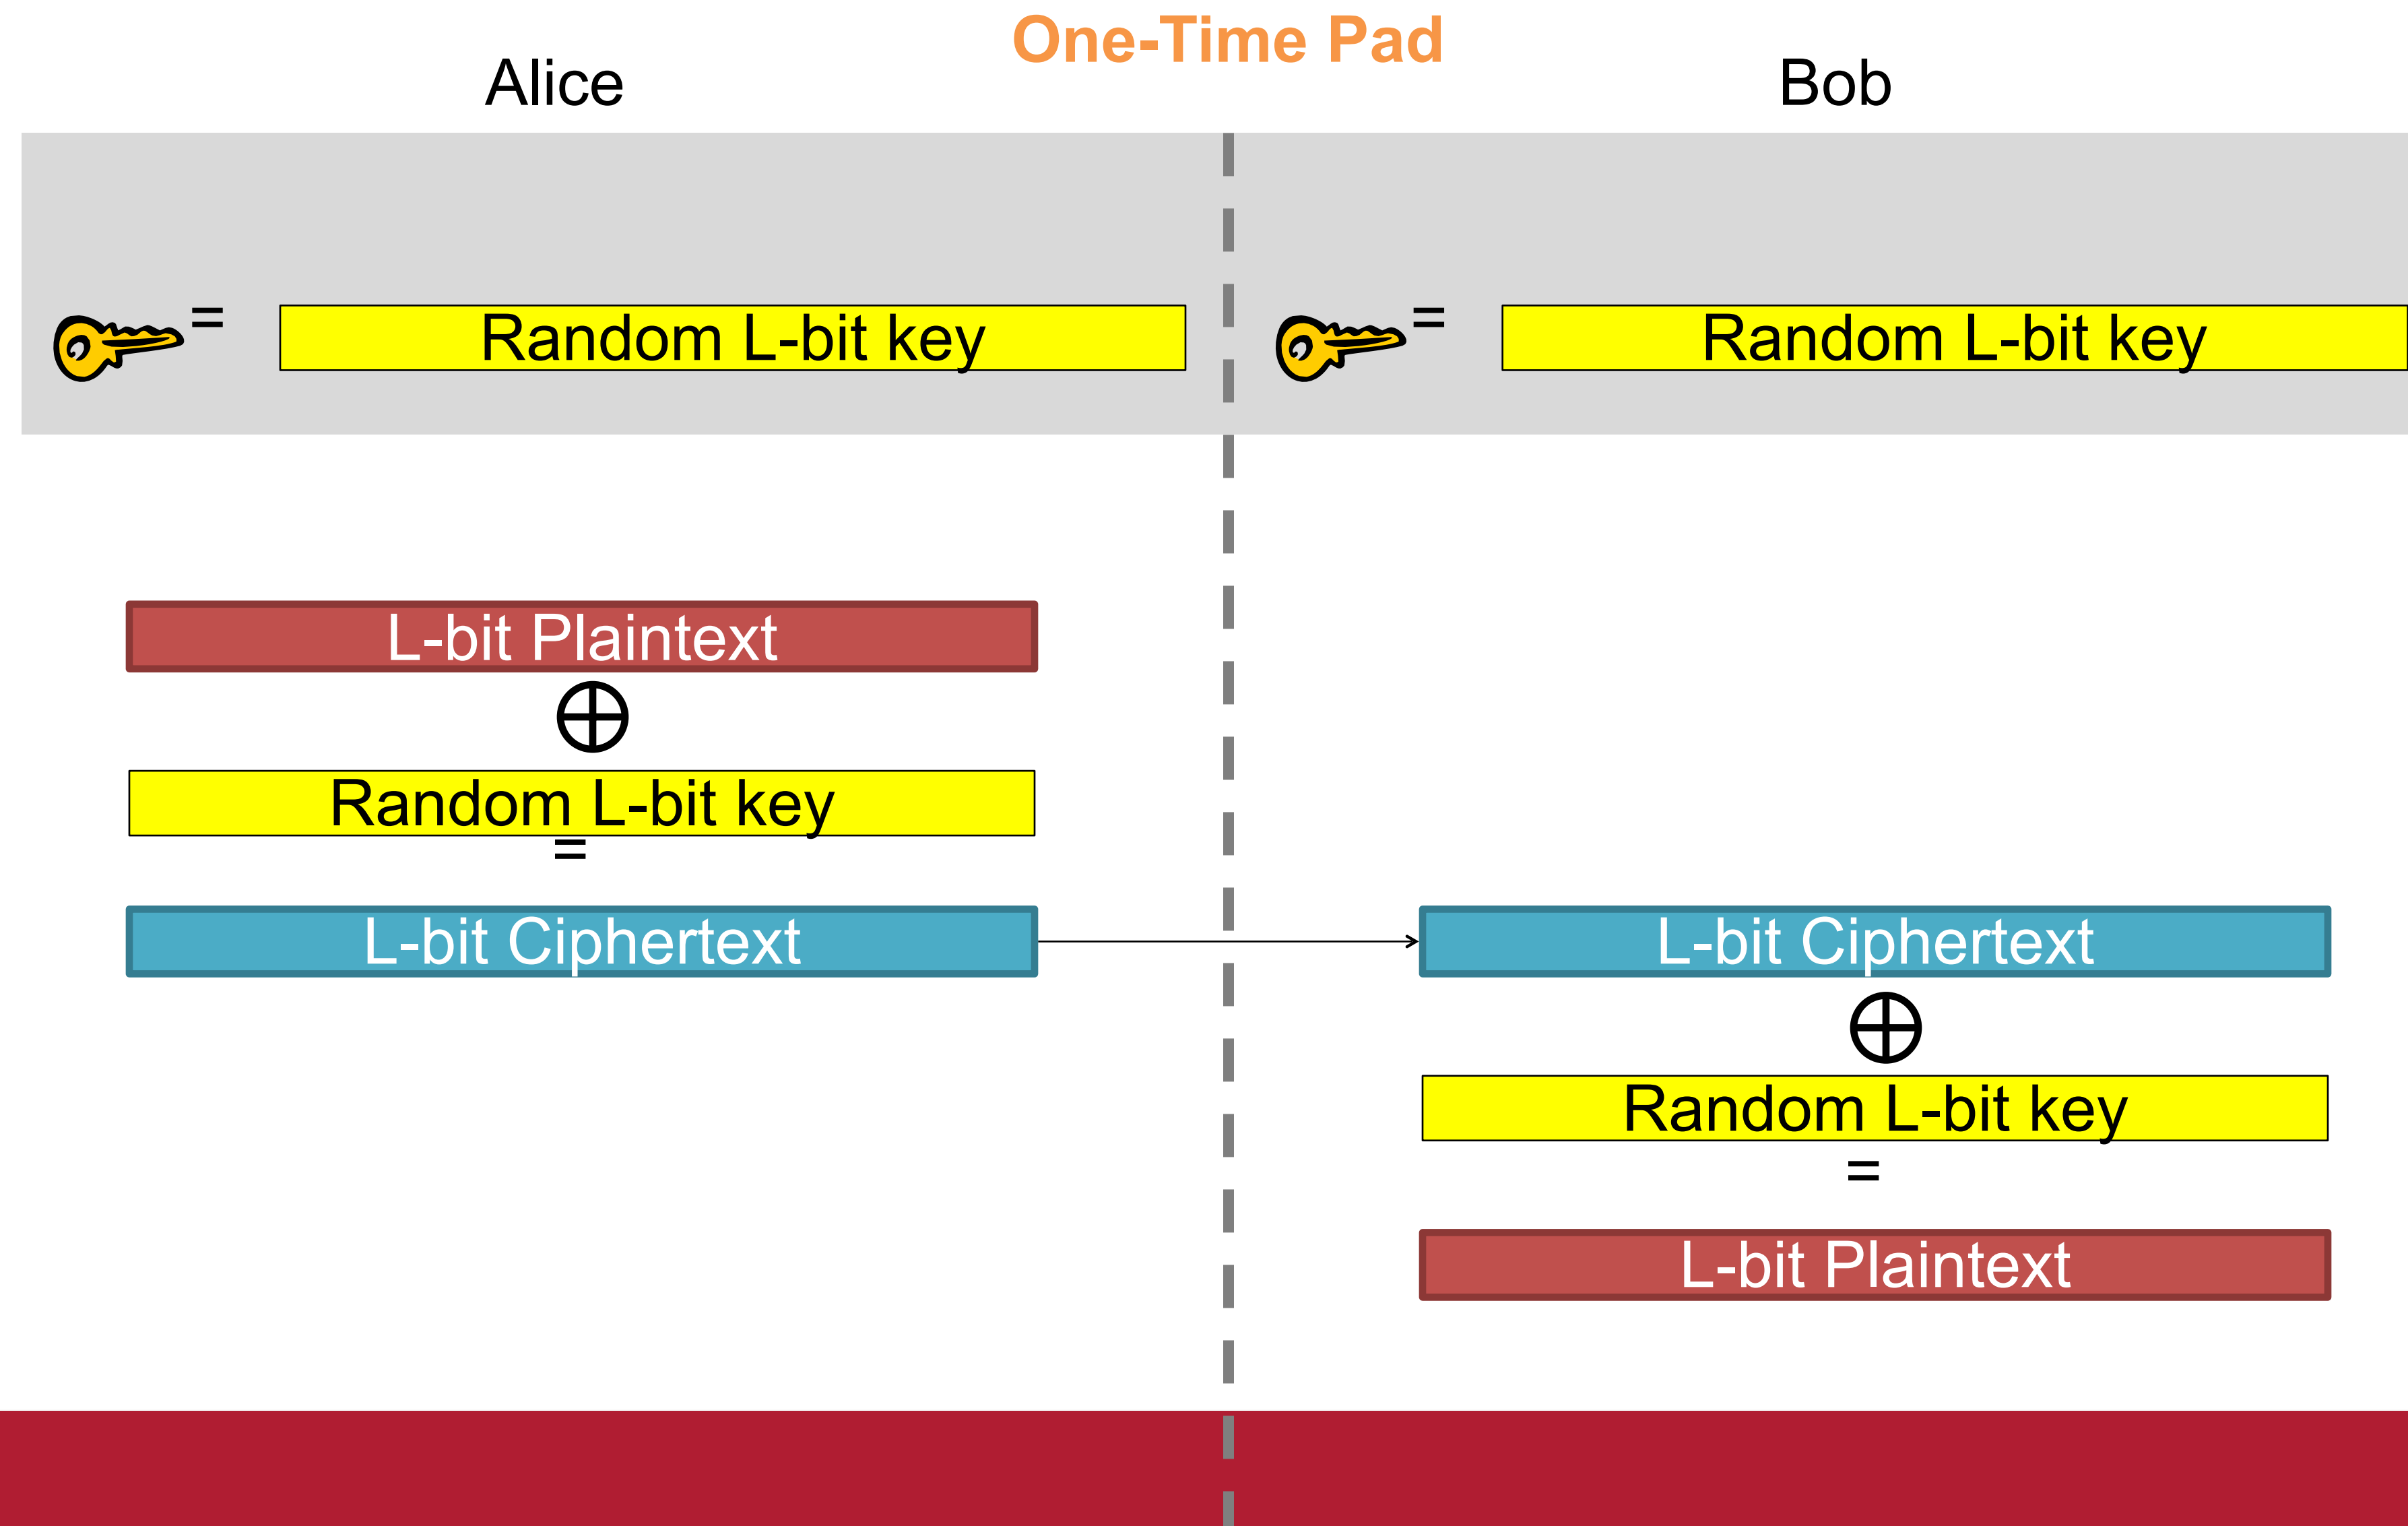 One-Time Pad
Alice
Bob
= Random L-bit key
= Random L-bit key
L-bit Plaintext
⊕
Random L-bit key
=
L-bit Ciphertext
L-bit Ciphertext
⊕
Random L-bit key
=
L-bit Plaintext